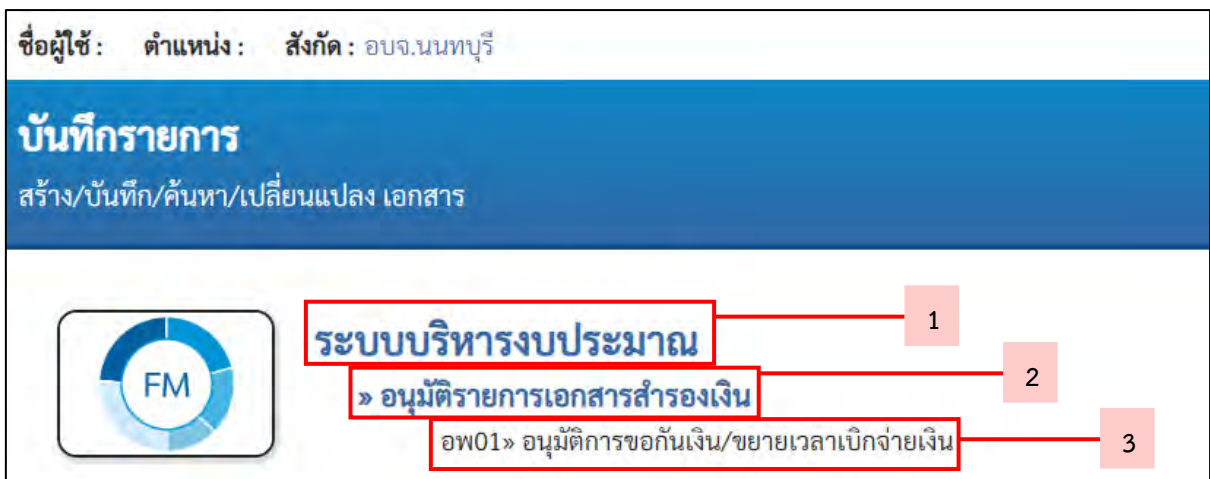 ชื่อผู้ใช้ : ตำแหน่ง : สังกัด : อบจ.นนทบุรี
บันทึกรายการ
สร้าง/บันทึก/ค้นหา/เปลี่ยนแปลง เอกสาร
ระบบบริหารงบประมาณ 1
FM » อนุมัติรายการเอกสารสำรองเงิน 2
อพ01» อนุมัติการขอกันเงิน/ขยายเวลาเบิกจ่ายเงิน 3